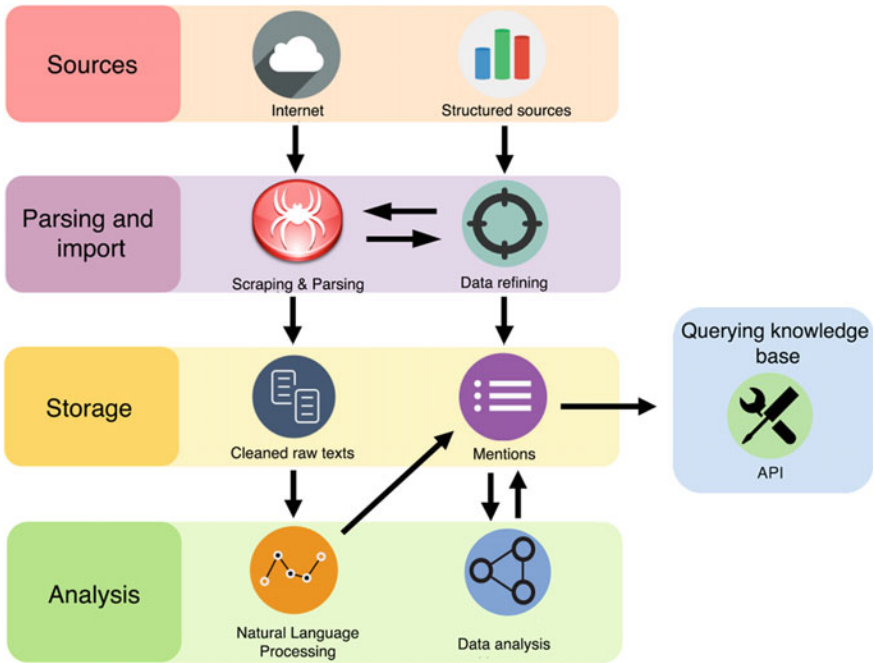 Sources
Internet
Structured sources
Parsing and
import
Scraping & Parsing
Data refining
Querying knowledge
base
API
Storage
Cleaned raw texts
Mentions
Analysis
Natural Language
Processing
Data analysis